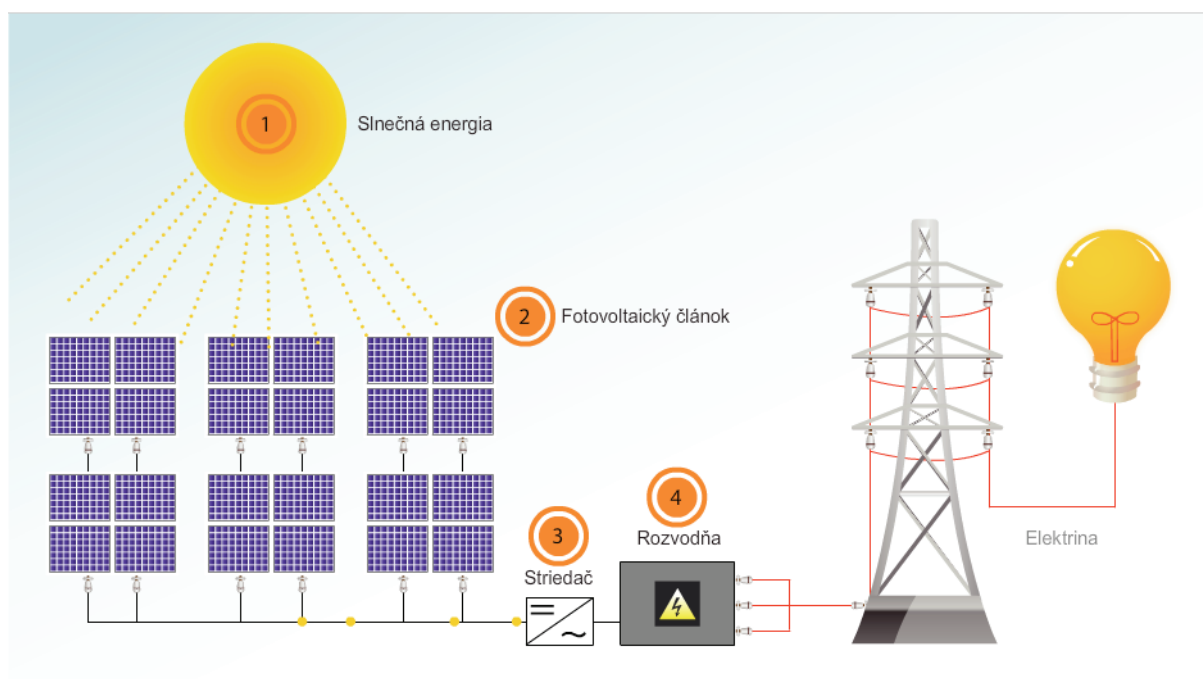 1
Slnečná energia
2
Fotovoltaický článok
3
Striedač
4
Rozvodňa
Elektrina